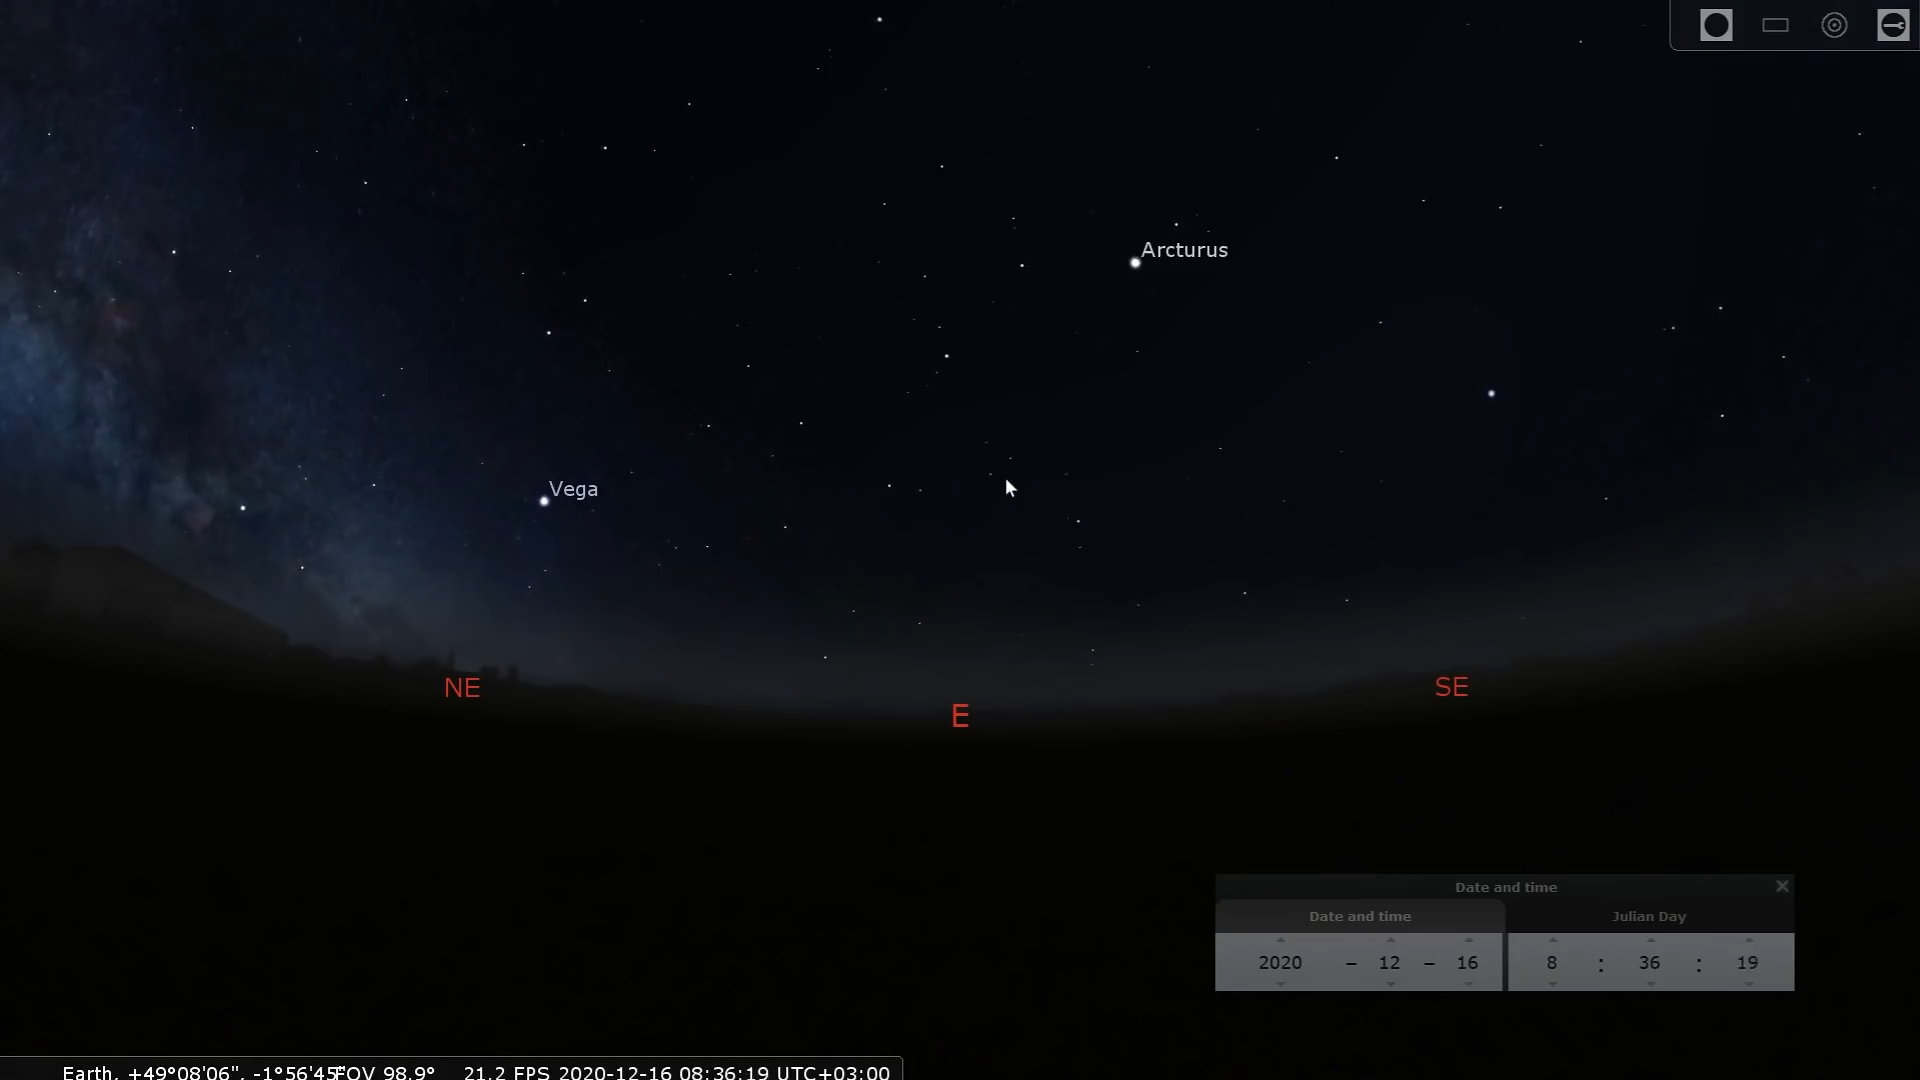 Arcturus
Vega
NE
SE
E
Date and time
Date and time Julian Day
2020 – 12 – 16 8 : 36 : 19
Earth, +49°08'06", -1°56'45" FOV 98.9° 21.2 FPS 2020-12-16 08:36:19 UTC+03:00